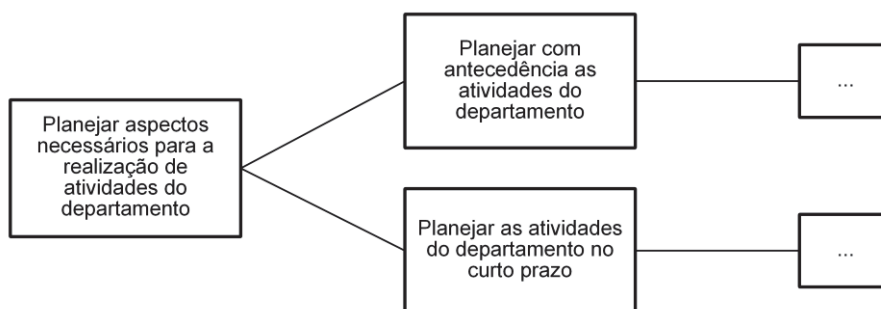 Planejar aspectos
necessários para a
realização de
atividades do
departamento
Planejar com
antecedência as
atividades do
departamento
...
Planejar as atividades
do departamento no
curto prazo
...